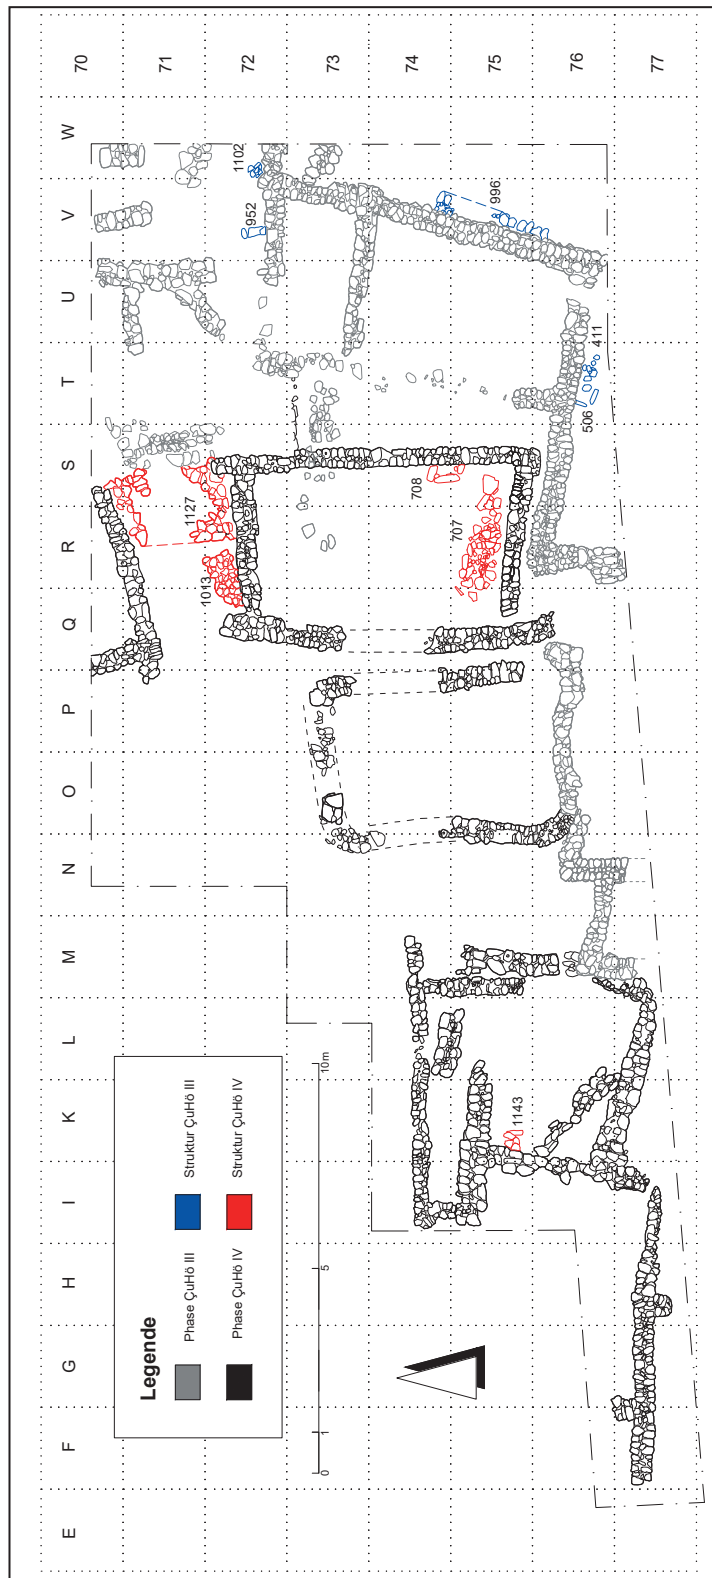 70 71 72 73 74 75 76 77
W
V
U
T
S
R
Q
P
O
N
M
L
K
I
H
G
F
E
1102
952
996
411
506
708
707
1127
1013
1143
Legende
Phase ÇuHö III
Struktur ÇuHö III
Phase ÇuHö IV
Struktur ÇuHö IV
0 1 5 10m